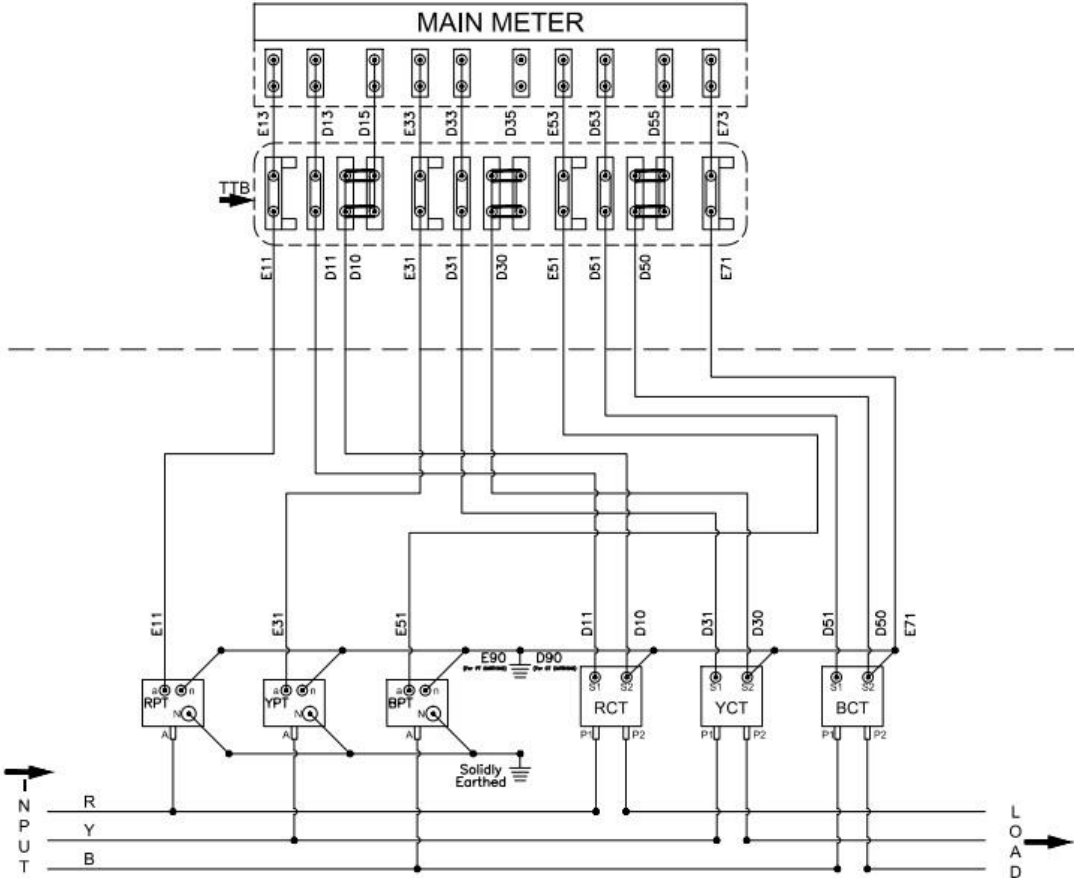 MAIN METER
E13 D13 D15 E33 D33 D35 E53 D53 D55 E73
TTB
E11 D11 D10 E31 D31 D30 E51 D51 D50 E71
E11 E31 E51 D11 D10 D31 D30 D51 D50 E71
E90 D90
a n a n a n S1 S2 S1 S2 S1 S2
RPT YPT BPT RCT YCT BCT
N N N
A A A P1 P2 P1 P2 P1 P2
Solidly
Earthed
INPUT
R
Y
B
LOAD